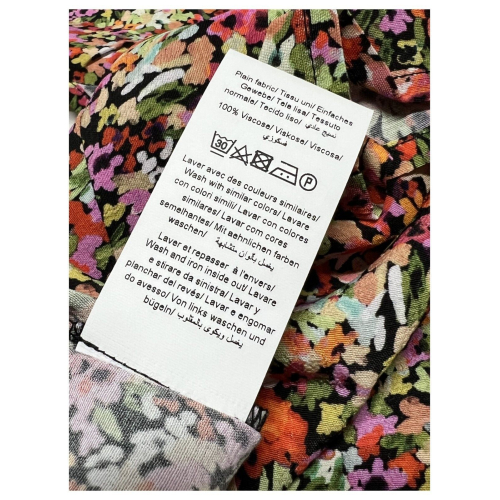 Plain fabric/ Tissu uni/ Einfaches
Gewebe/ Tela lisa/ Tessuto
normale/ Tecido liso/ نسيج عادي
100% Viscose/ Viskose/ Viscosa/
فسكوزي
30 P
Laver avec des couleurs similaires/
Wash with similar colors/ Lavare
con colori simili/ Lavar con colores
similares/ Lavar com cores
semelhantes/ Mit aehnlichen farben
waschen/ يغسل بألوان متشابهة
Laver et repasser à l'envers/
Wash and iron inside out/ Lavare
e stirare da sinistra/ Lavar y
planchar del revés/ Lavar e engomar
do avesso/ Von links waschen und
bügeln/ يغسل ويكوى بالمقلوب